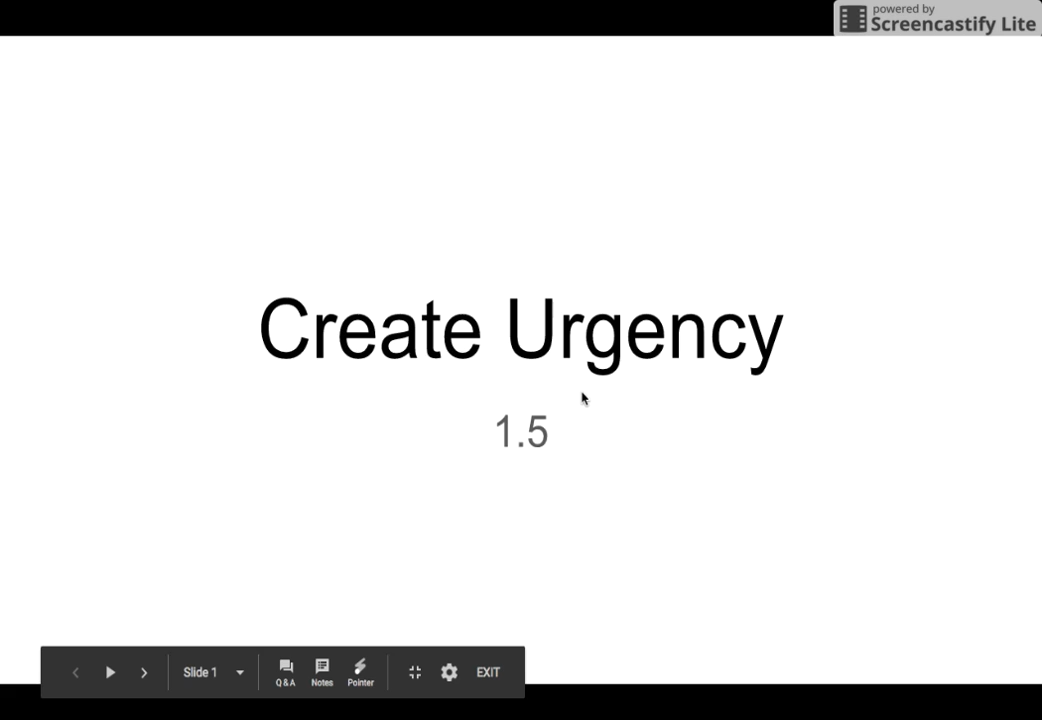 powered by
Screencastify Lite
Create Urgency
1.5
Slide 1
Q&A
Notes
Pointer
EXIT